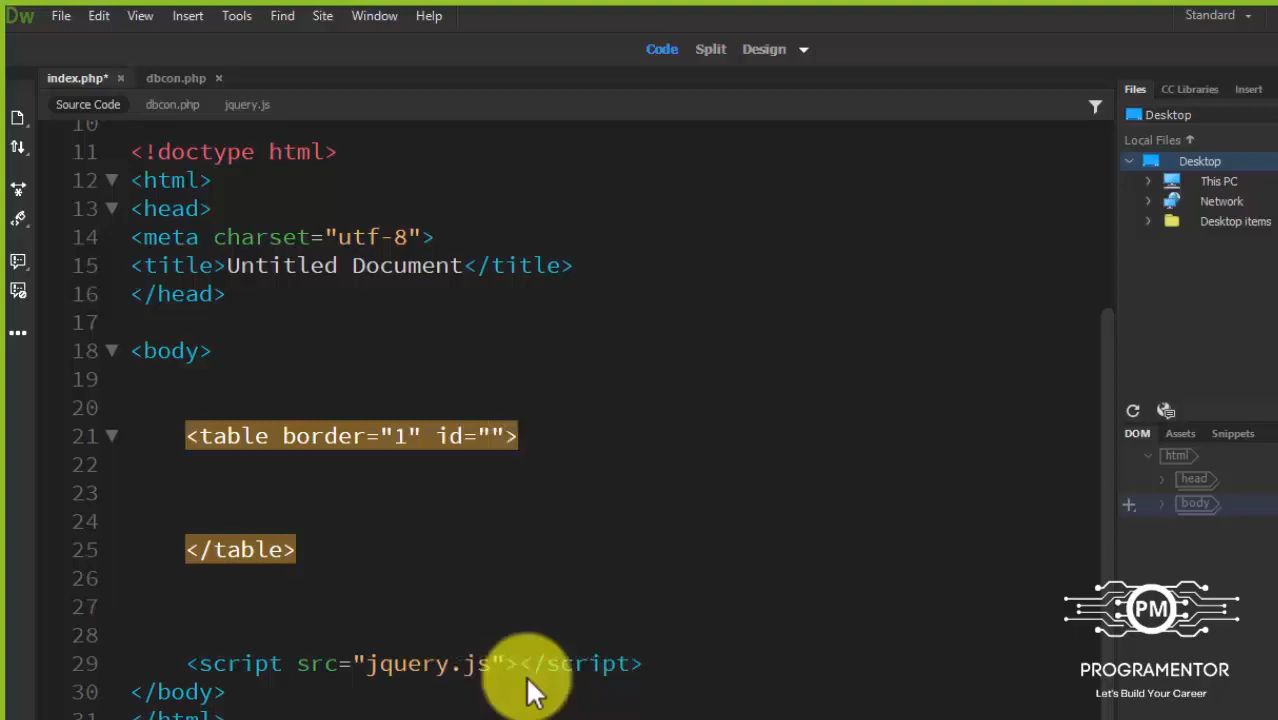 Dw File Edit View Insert Tools Find Site Window Help Standard
Code Split Design
index.php* × dbcon.php ×
Source Code dbcon.php jquery.js
10
11 <!doctype html>
12 <html>
13 <head>
14 <meta charset="utf-8">
15 <title>Untitled Document</title>
16 </head>
17
18 <body>
19
20
21 <table border="1" id="">
22
23
24
25 </table>
26
27
28
29 <script src="jquery.js"></script>
30 </body>
31 </html>
Files CC Libraries Insert
Desktop
Local Files
Desktop
This PC
Network
Desktop items
DOM Assets Snippets
html
head
body
PM
PROGRAMENTOR
Let's Build Your Career